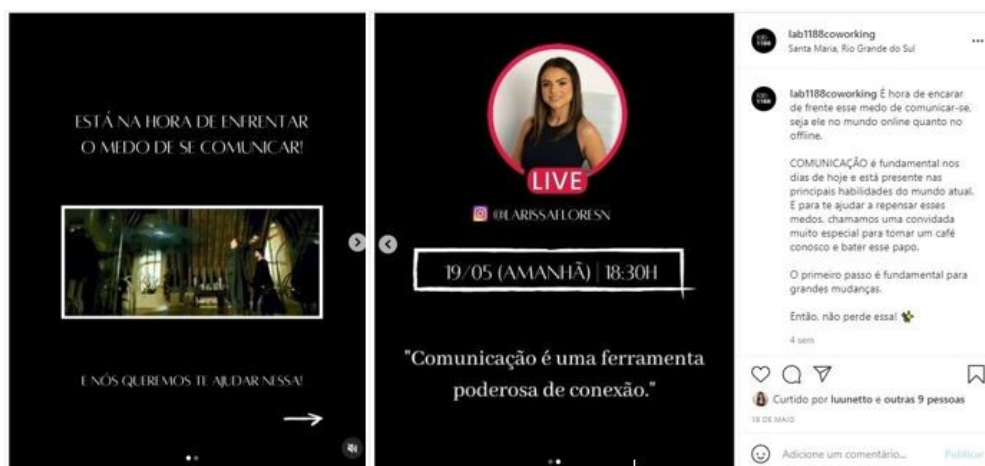 ESTÁ NA HORA DE ENFRENTAR
O MEDO DE SE COMUNICAR!
E NÓS QUEREMOS TE AJUDAR NESSA!
LIVE
@LARISSAFLORESN
19/05 (AMANHÃ) | 18:30H
"Comunicação é uma ferramenta
poderosa de conexão."
lab1188coworking
Santa Maria, Rio Grande do Sul
lab1188coworking É hora de encarar
de frente esse medo de comunicar-se,
seja ele no mundo online quanto no
offline.
COMUNICAÇÃO é fundamental nos
dias de hoje e está presente nas
principais habilidades do mundo atual.
E para te ajudar a repensar esses
medos, chamamos uma convidada
muito especial para tomar um café
conosco e bater esse papo.
O primeiro passo é fundamental para
grandes mudanças.
Então, não perde essa!
4 sem
Curtido por luunetto e outras 9 pessoas
18 DE MAIO
Adicione um comentário... Publicar